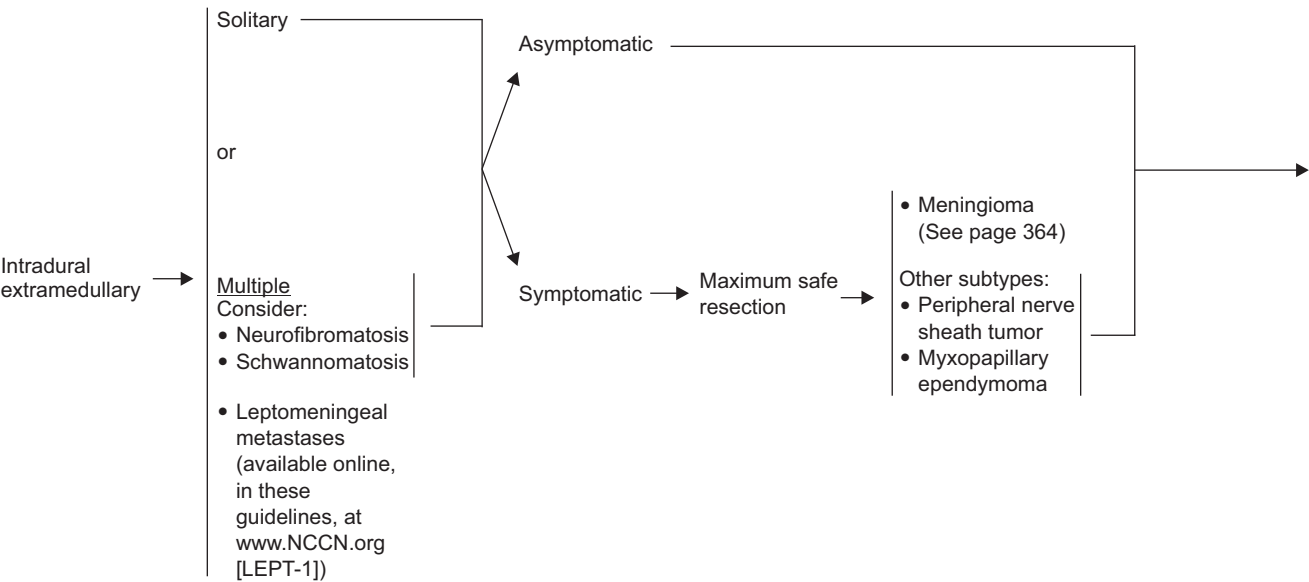 Intradural
extramedullary
Solitary
or
Multiple
Consider:
• Neurofibromatosis
• Schwannomatosis
• Leptomeningeal
metastases
(available online,
in these
guidelines, at
www.NCCN.org
[LEPT-1])
Asymptomatic
Symptomatic
Maximum safe
resection
• Meningioma
(See page 364)
Other subtypes:
• Peripheral nerve
sheath tumor
• Myxopapillary
ependymoma